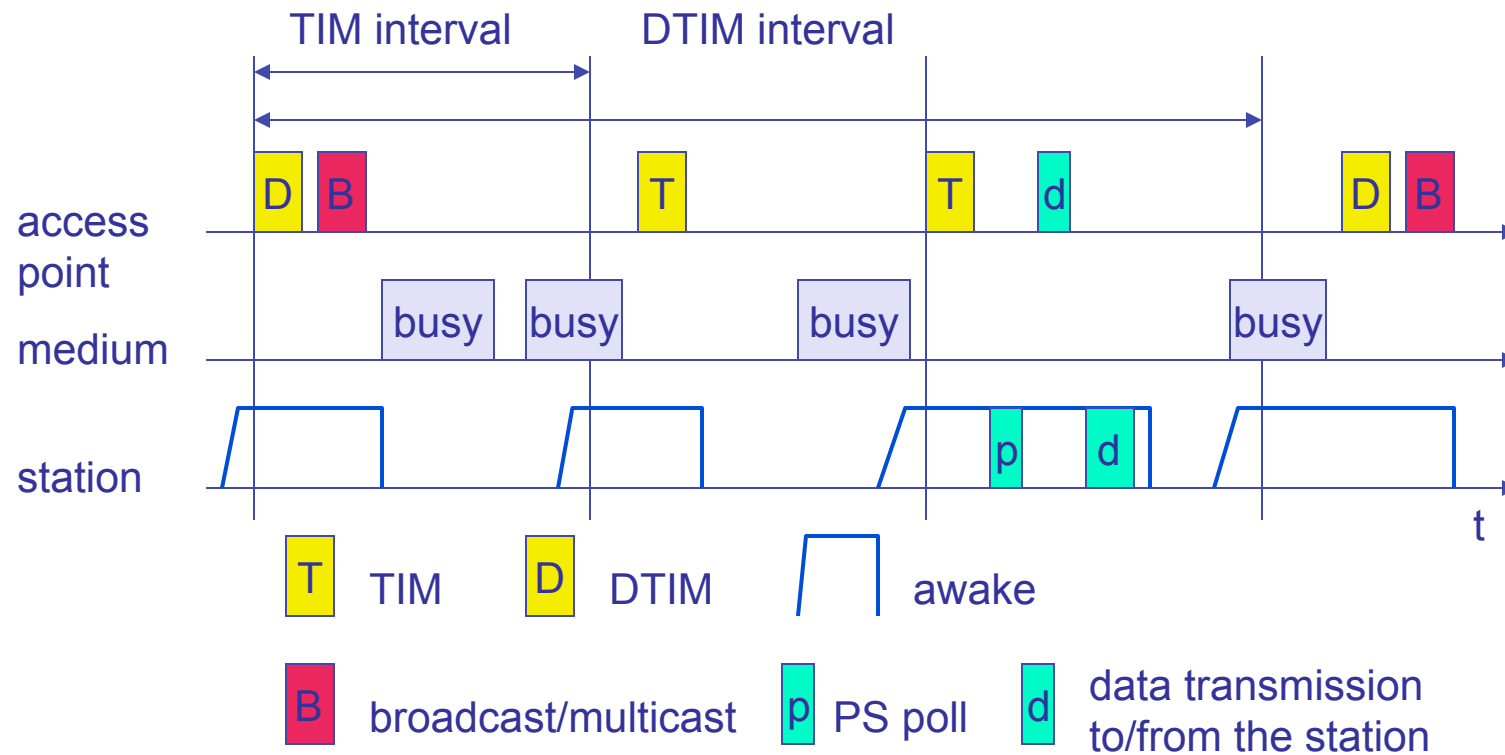 TIM interval DTIM interval
D B T T d D B
access
point
busy busy busy busy
medium
p d
station
t
T TIM D DTIM awake
B broadcast/multicast p PS poll d data transmission
to/from the station